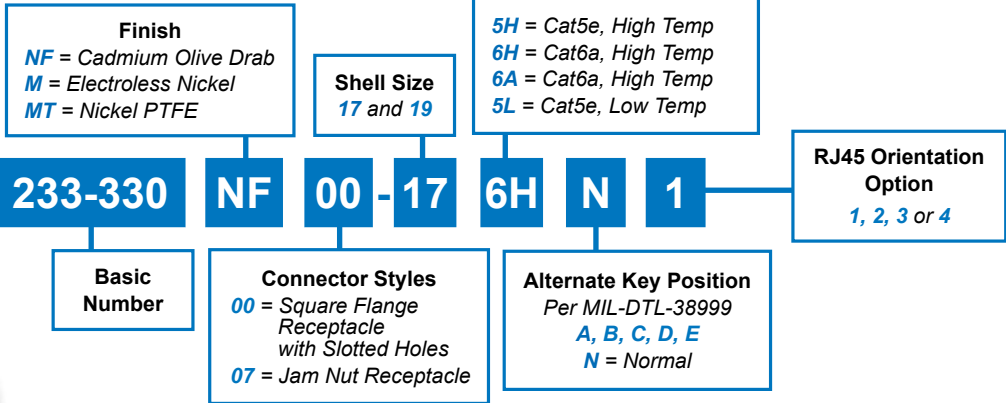 Finish
NF = Cadmium Olive Drab
M = Electroless Nickel
MT = Nickel PTFE
Shell Size
17 and 19
5H = Cat5e, High Temp
6H = Cat6a, High Temp
6A = Cat6a, High Temp
5L = Cat5e, Low Temp
233-330 NF 00 - 17 6H N 1
RJ45 Orientation
Option
1, 2, 3 or 4
Basic
Number
Connector Styles
00 = Square Flange
Receptacle
with Slotted Holes
07 = Jam Nut Receptacle
Alternate Key Position
Per MIL-DTL-38999
A, B, C, D, E
N = Normal